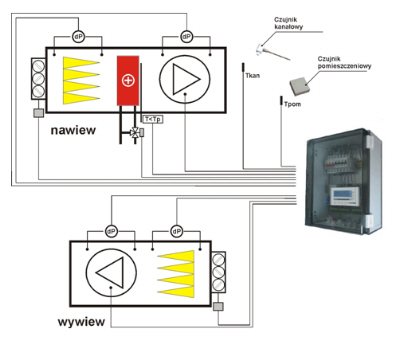 dP
dP
Czujnik
kanałowy
Czujnik
pomieszczeniowy
Tkan
Tpom
nawiew
T<Tp
dP
dP
wywiew